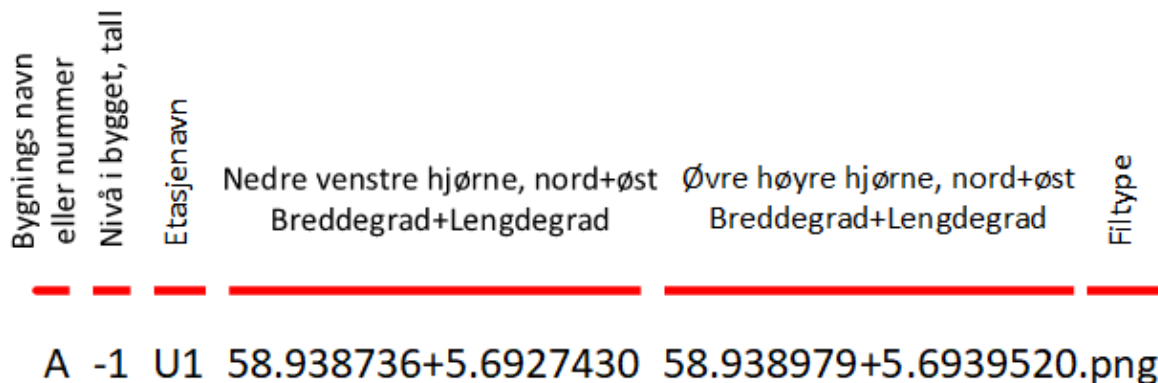 Bygnings navn
eller nummer
Nivå i bygget, tall
Etasjenavn
Nedre venstre hjørne, nord+øst
Breddegrad+Lengdegrad
Øvre høyre hjørne, nord+øst
Breddegrad+Lengdegrad
Filtype
A -1 U1 58.938736+5.6927430 58.938979+5.6939520.png